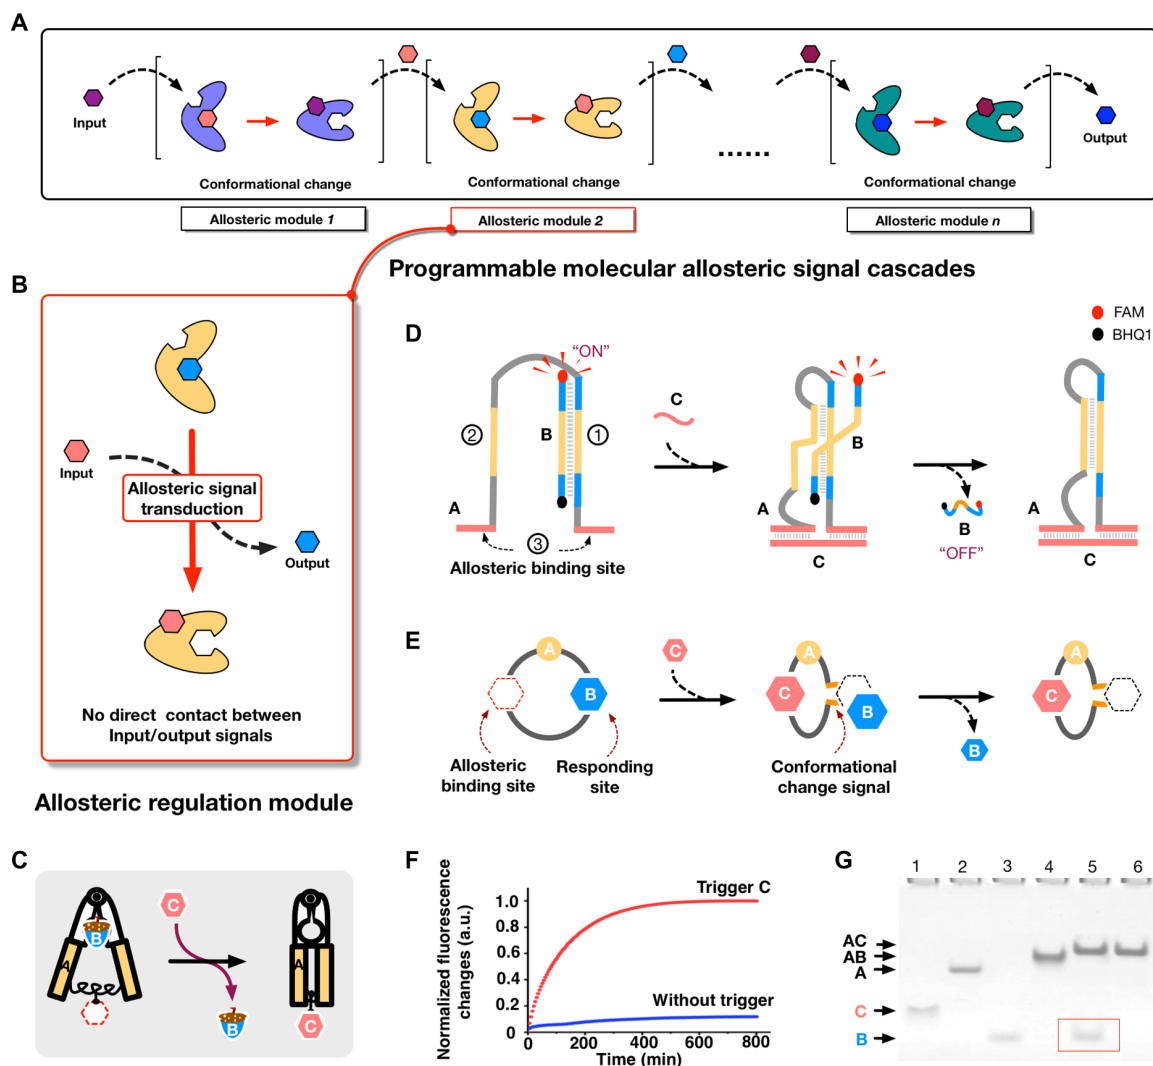 A
Input
Conformational change
Conformational change
......
Conformational change
Output
Allosteric module 1
Allosteric module 2
Allosteric module n
Programmable molecular allosteric signal cascades
B
Input
Allosteric signal
transduction
Output
No direct contact between
Input/output signals
Allosteric regulation module
C
A
B
C
B
A
C
D
FAM
BHQ1
"ON"
2
B
1
A
3
Allosteric binding site
C
B
A
C
B
"OFF"
A
C
E
A
B
C
A
C
B
B
A
C
Allosteric
binding site
Responding
site
Conformational
change signal
F
Normalized fluorescence
changes (a.u.)
1.0
0.8
0.6
0.4
0.2
0
0
200
400
600
800
Time (min)
Trigger C
Without trigger
G
1 2 3 4 5 6
AC
AB
A
C
B